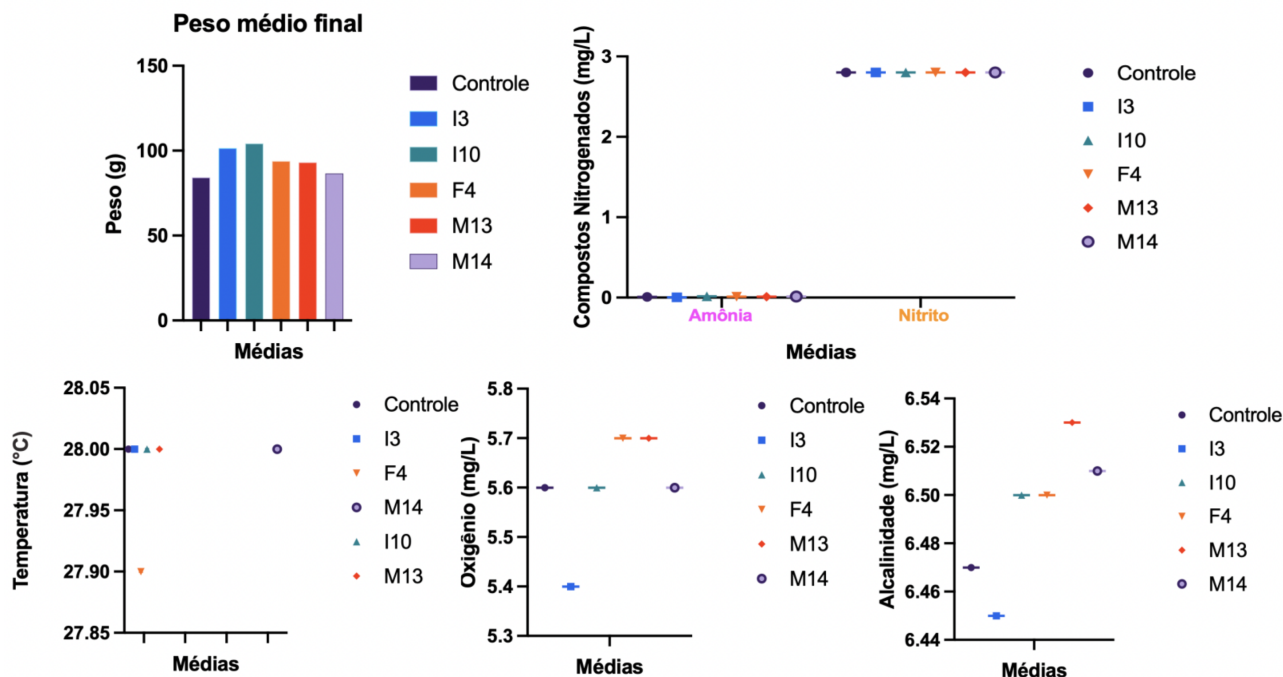 Peso médio final
Peso (g)
150
100
50
0
Médias
Controle
I3
I10
F4
M13
M14
Compostos Nitrogenados (mg/L)
3
2
1
0
Amônia
Nitrito
Médias
Controle
I3
I10
F4
M13
M14
Temperatura (°C)
28.05
28.00
27.95
27.90
27.85
Médias
Controle
I3
F4
M14
I10
M13
Oxigênio (mg/L)
5.8
5.7
5.6
5.5
5.4
5.3
Médias
Controle
I3
I10
F4
M13
M14
Alcalinidade (mg/L)
6.54
6.52
6.50
6.48
6.46
6.44
Médias
Controle
I3
I10
F4
M13
M14